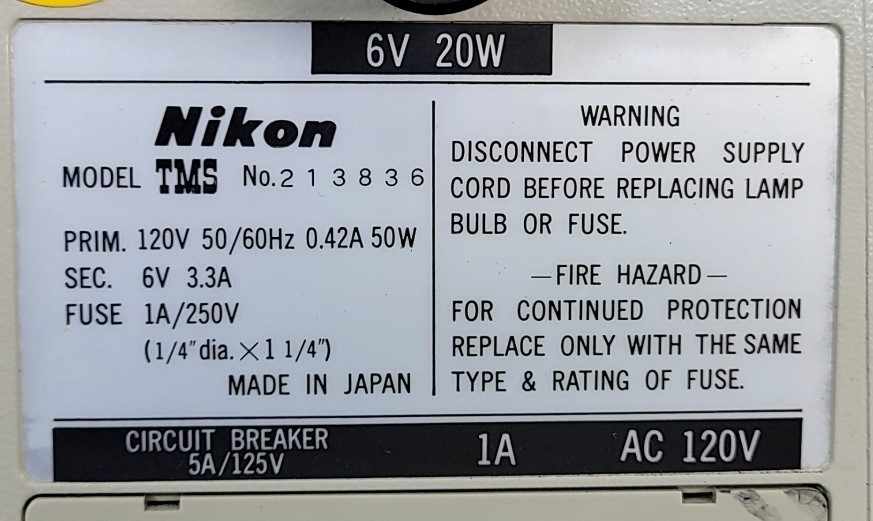 6V 20W
Nikon
MODEL TMS No.213836
PRIM. 120V 50/60Hz 0.42A 50W
SEC. 6V 3.3A
FUSE 1A/250V
(1/4″dia.×1 1/4″)
MADE IN JAPAN
WARNING
DISCONNECT POWER SUPPLY
CORD BEFORE REPLACING LAMP
BULB OR FUSE.
—FIRE HAZARD—
FOR CONTINUED PROTECTION
REPLACE ONLY WITH THE SAME
TYPE & RATING OF FUSE.
CIRCUIT BREAKER
5A/125V
1A
AC 120V